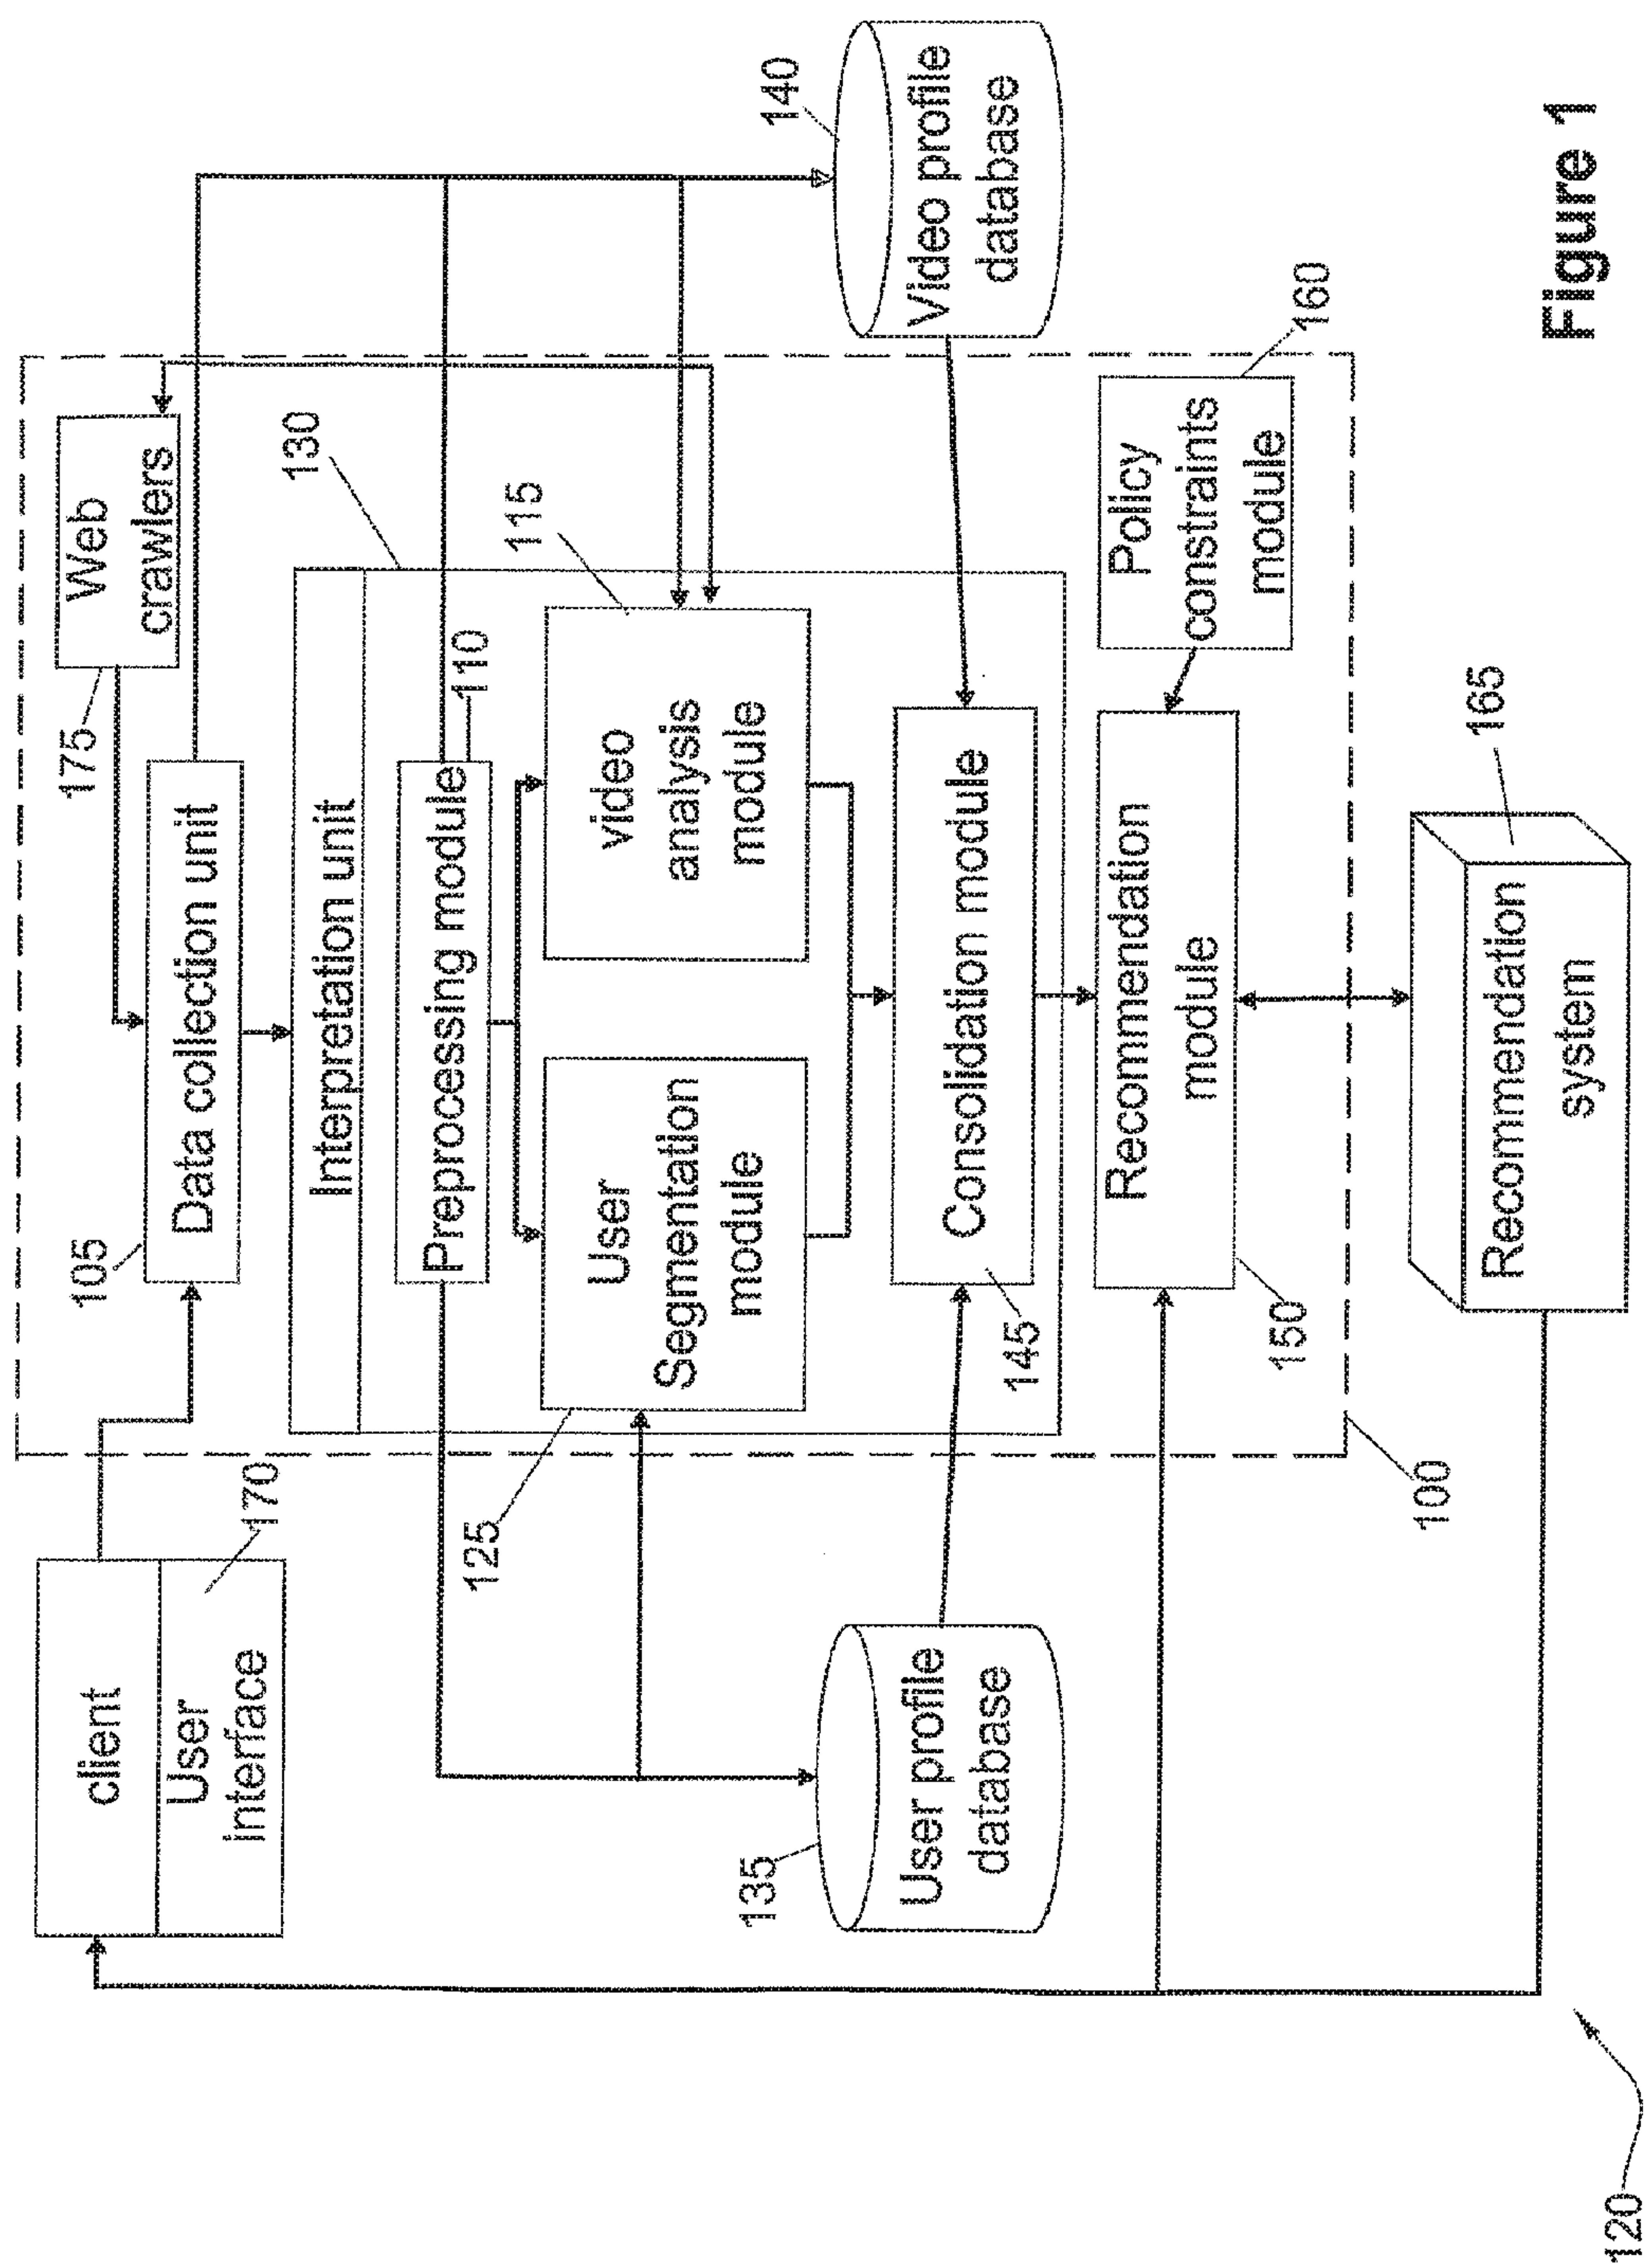 client
User
interface
170
105
Data collection unit
175
Web
crawlers
Interpretation unit
130
Preprocessing module
110
125
User
Segmentation
module
video
analysis
module
115
135
User profile
database
140
Video profile
database
Consolidation module
145
Recommendation
module
150
Policy
constraints
module
160
100
Recommendation
system
165
120
Figure 1